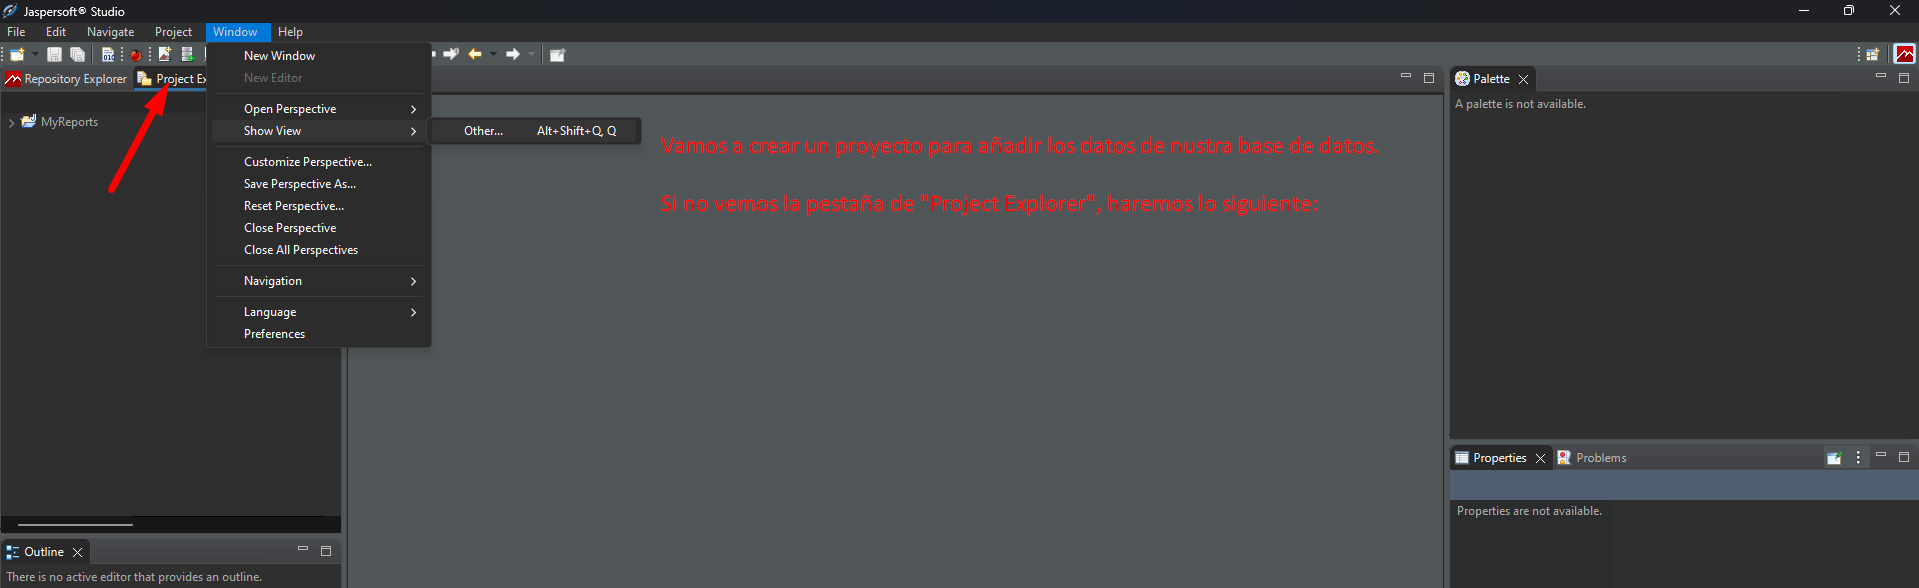 Jaspersoft® Studio
File Edit Navigate Project Window Help
Repository Explorer Project Ex
MyReports
New Window
New Editor
Open Perspective
Show View
Other... Alt+Shift+Q, Q
Customize Perspective...
Save Perspective As...
Reset Perspective...
Close Perspective
Close All Perspectives
Navigation
Language
Preferences
Vamos a crear un proyecto para añadir los datos de nustra base de datos.
Si no vemos la pestaña de "Project Explorer", haremos lo siguiente:
Palette
A palette is not available.
Properties Problems
Properties are not available.
Outline
There is no active editor that provides an outline.